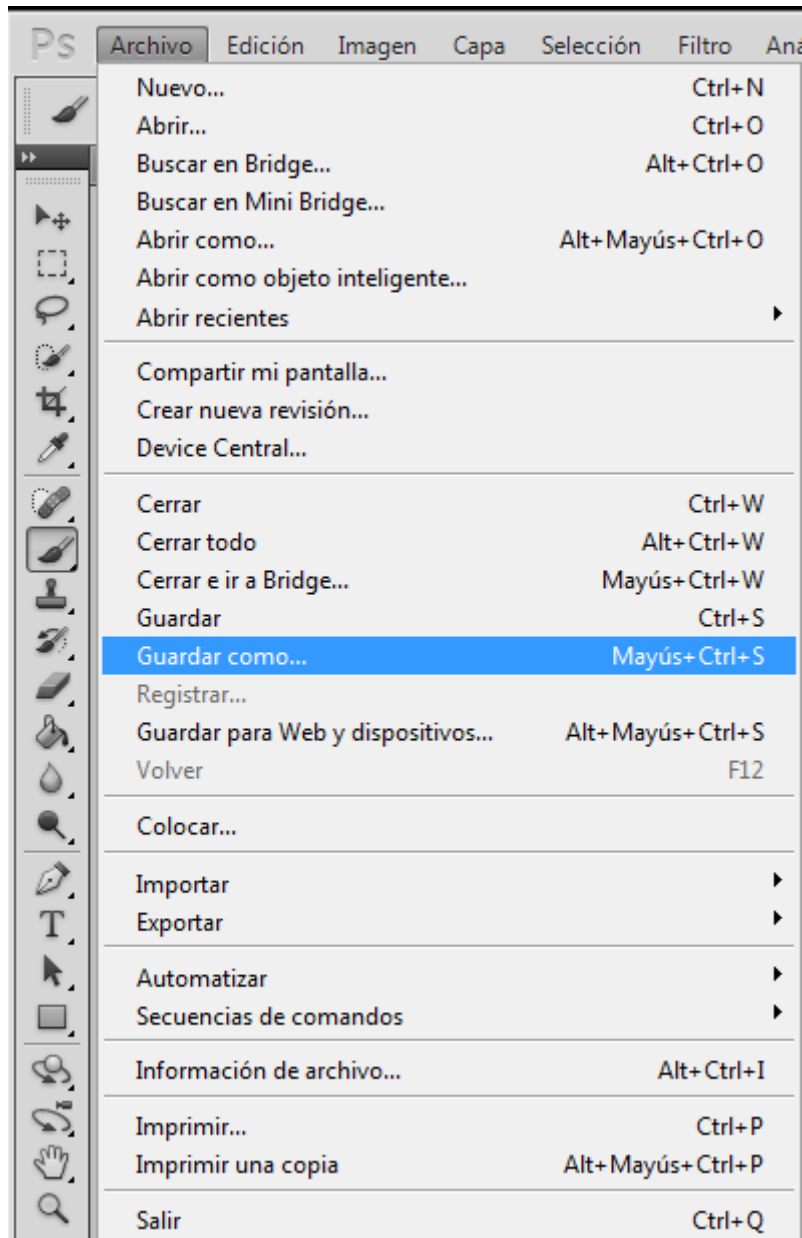 Ps Archivo Edición Imagen Capa Selección Filtro
Nuevo... Ctrl+N
Abrir... Ctrl+O
Buscar en Bridge... Alt+Ctrl+O
Buscar en Mini Bridge...
Abrir como... Alt+Mayús+Ctrl+O
Abrir como objeto inteligente...
Abrir recientes
Compartir mi pantalla...
Crear nueva revisión...
Device Central...
Cerrar Ctrl+W
Cerrar todo Alt+Ctrl+W
Cerrar e ir a Bridge... Mayús+Ctrl+W
Guardar Ctrl+S
Guardar como... Mayús+Ctrl+S
Registrar...
Guardar para Web y dispositivos... Alt+Mayús+Ctrl+S
Volver F12
Colocar...
Importar
Exportar
Automatizar
Secuencias de comandos
Información de archivo... Alt+Ctrl+I
Imprimir... Ctrl+P
Imprimir una copia Alt+Mayús+Ctrl+P
Salir Ctrl+Q